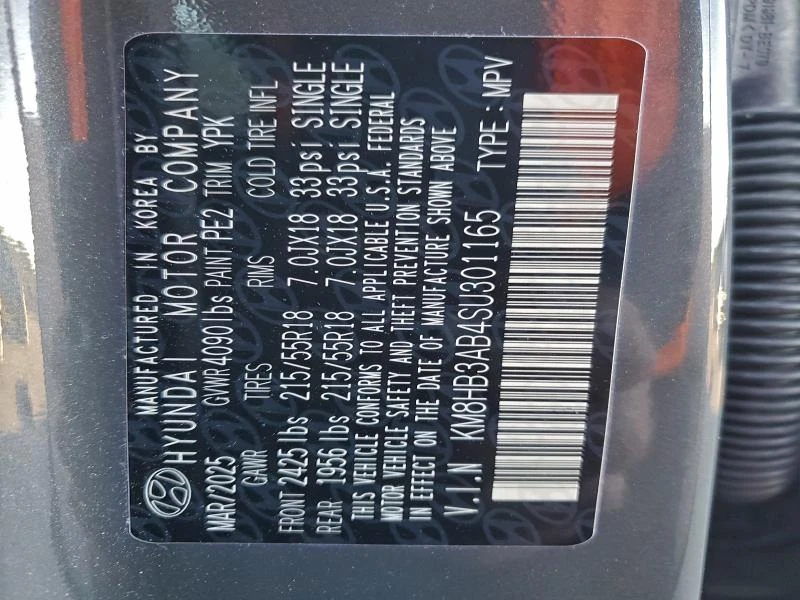 MANUFACTURED IN KOREA BY
HYUNDAI MOTOR COMPANY
MAR/2025 GVWR 4090 lbs PAINT PE2 TRIM YPK
GAWR TIRES RIMS COLD TIRE INFL
FRONT 2425 lbs 215/55R18 7.0JX18 33psi SINGLE
REAR 1956 lbs 215/55R18 7.0JX18 33 psi SINGLE
THIS VEHICLE CONFORMS TO ALL APPLICABLE U.S.A. FEDERAL
MOTOR VEHICLE SAFETY AND THEFT PREVENTION STANDARDS
IN EFFECT ON THE DATE OF MANUFACTURE SHOWN ABOVE
V.I.N KM8HB3AB4SU301165 TYPE : MPV